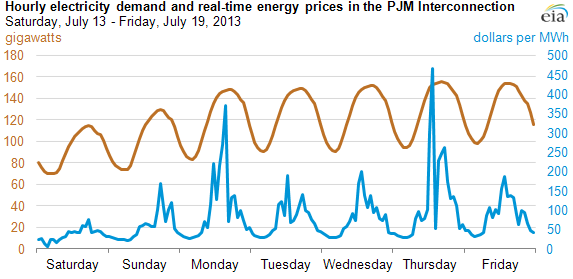 Hourly electricity demand and real-time energy prices in the PJM Interconnection
Saturday, July 13 - Friday, July 19, 2013
eia
gigawatts dollars per MWh
180 500
160 450
140 400
120 350
100 300
80 250
60 200
40 150
20 100
0 50
0
Saturday Sunday Monday Tuesday Wednesday Thursday Friday